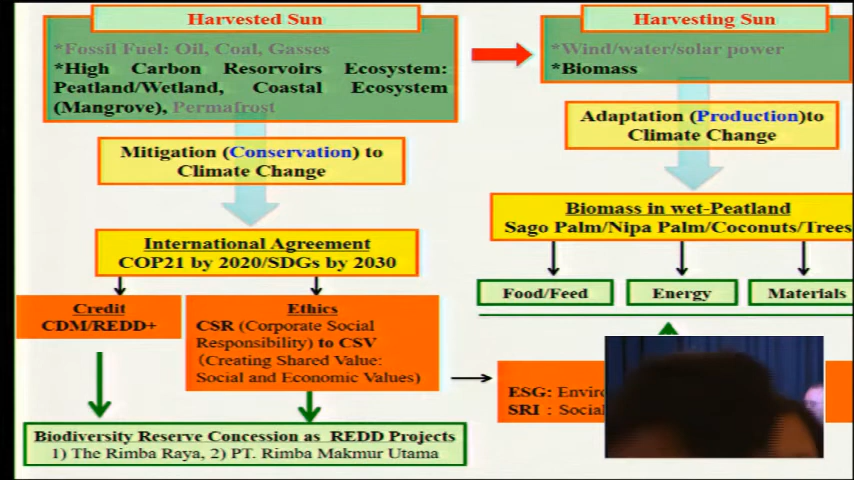 Harvested Sun
*Fossil Fuel: Oil, Coal, Gasses
*High Carbon Resorvoirs Ecosystem:
Peatland/Wetland, Coastal Ecosystem
(Mangrove), Permafrost
Mitigation (Conservation) to
Climate Change
International Agreement
COP21 by 2020/SDGs by 2030
Credit
CDM/REDD+
Ethics
CSR (Corporate Social
Responsibility) to CSV
(Creating Shared Value:
Social and Economic Values)
Biodiversity Reserve Concession as REDD Projects
1) The Rimba Raya, 2) PT. Rimba Makmur Utama
Harvesting Sun
*Wind/water/solar power
*Biomass
Adaptation (Production)to
Climate Change
Biomass in wet-Peatland
Sago Palm/Nipa Palm/Coconuts/Trees
Food/Feed
Energy
Materials
ESG:
SRI : Social